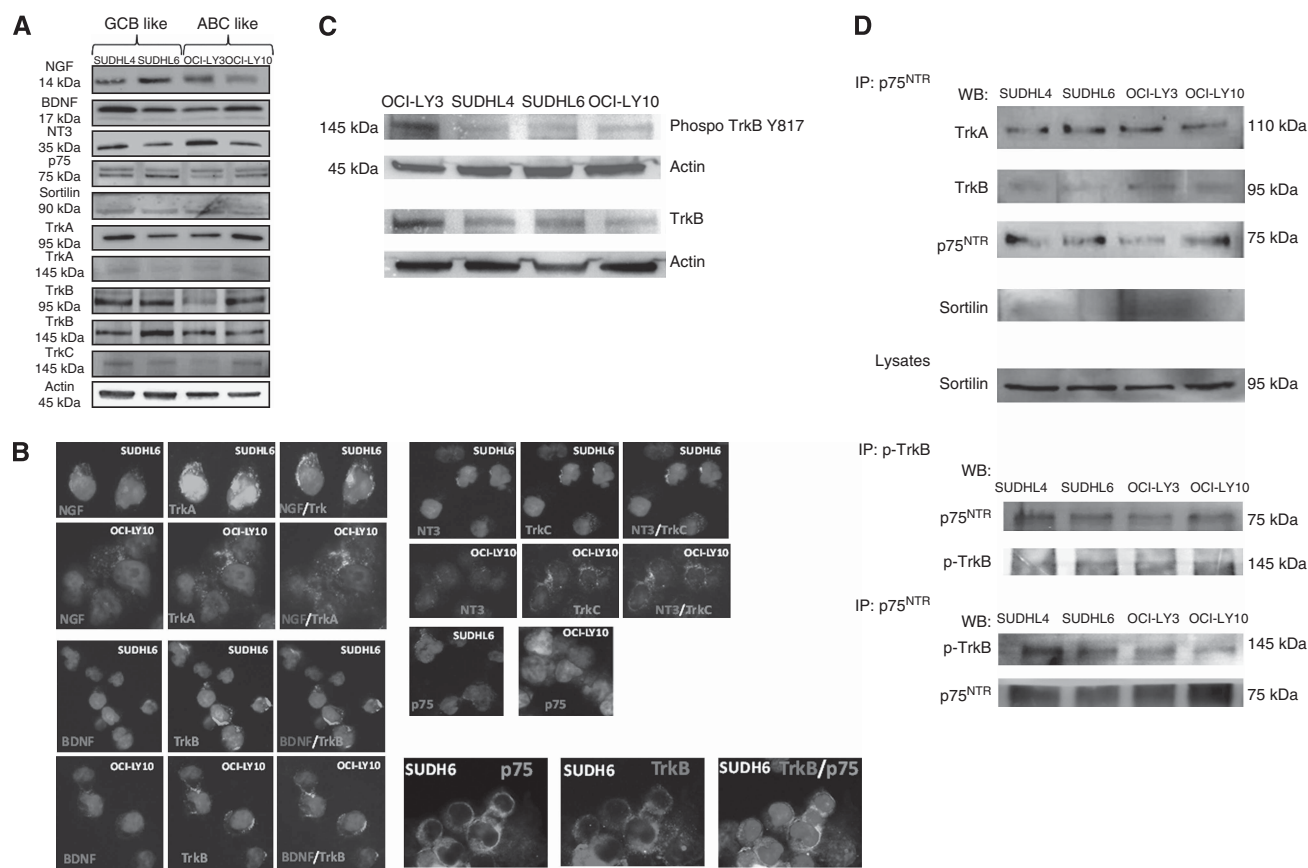 A
GCB like ABC like
SUDHL4 SUDHL6 OCI-LY3 OCI-LY10
NGF
14 kDa
BDNF
17 kDa
NT3
35 kDa
p75
75 kDa
Sortilin
90 kDa
TrkA
95 kDa
TrkA
145 kDa
TrkB
95 kDa
TrkB
145 kDa
TrkC
145 kDa
Actin
45 kDa
C
OCI-LY3 SUDHL4 SUDHL6 OCI-LY10
145 kDa Phospo TrkB Y817
45 kDa Actin
TrkB
Actin
D
IP: p75NTR
WB: SUDHL4 SUDHL6 OCI-LY3 OCI-LY10
TrkA 110 kDa
TrkB 95 kDa
p75NTR 75 kDa
Sortilin
Lysates
Sortilin 95 kDa
IP: p-TrkB
WB:
SUDHL4 SUDHL6 OCI-LY3 OCI-LY10
p75NTR 75 kDa
p-TrkB 145 kDa
IP: p75NTR
WB: SUDHL4 SUDHL6 OCI-LY3 OCI-LY10
p-TrkB 145 kDa
p75NTR 75 kDa
B
SUDHL6 SUDHL6 SUDHL6
NGF TrkA NGF/Trk
OCI-LY10 OCI-LY10 OCI-LY10
NGF TrkA NGF/TrkA
SUDHL6 SUDHL6 SUDHL6
BDNF TrkB BDNF/TrkB
OCI-LY10 OCI-LY10 OCI-LY10
BDNF TrkB BDNF/TrkB
SUDHL6 SUDHL6 SUDHL6
NT3 TrkC NT3/TrkC
OCI-LY10 OCI-LY10 OCI-LY10
NT3 TrkC NT3/TrkC
SUDHL6 OCI-LY10
p75 p75
SUDH6 p75 SUDH6 TrkB SUDH6 TrkB/p75